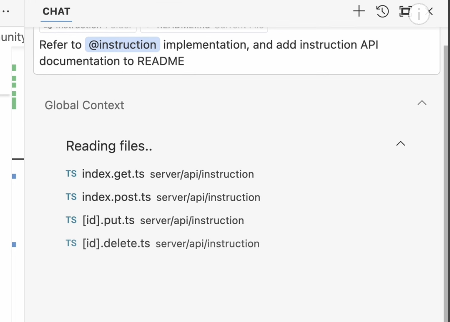 CHAT
Refer to @instruction implementation, and add instruction API
documentation to README
unity
Global Context
Reading files..
TS index.get.ts server/api/instruction
TS index.post.ts server/api/instruction
TS [id].put.ts server/api/instruction
TS [id].delete.ts server/api/instruction